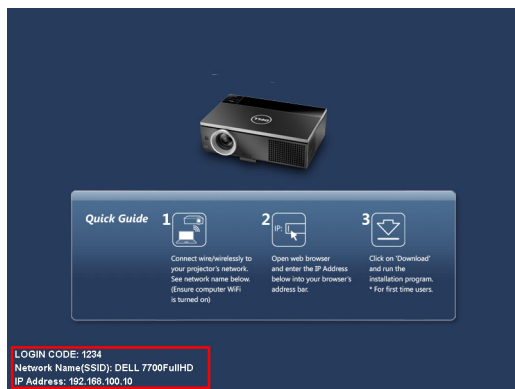 DELL
Quick Guide
1
Connect wire/wirelessly to
your projector's network.
See network name below.
(Ensure computer WiFi
is turned on)
2
IP:
Open web browser
and enter the IP Address
below into your browser's
address bar.
3
Click on 'Download'
and run the
installation program.
* For first time users.
LOGIN CODE: 1234
Network Name(SSID): DELL 7700FullHD
IP Address: 192.168.100.10